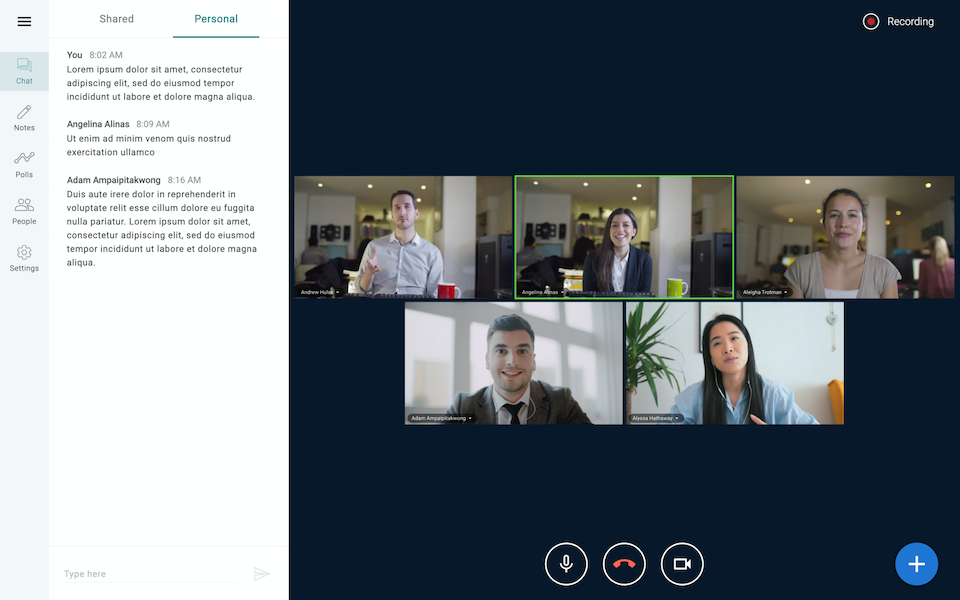 Shared
Personal
Recording
Chat
Notes
Polls
People
Settings
You 8:02 AM
Lorem ipsum dolor sit amet, consectetur
adipiscing elit, sed do eiusmod tempor
incididunt ut labore et dolore magna aliqua.
Angelina Alinas 8:09 AM
Ut enim ad minim venom quis nostrud
exercitation ullamco
Adam Ampaipitakwong 8:16 AM
Duis aute irere dolor in reprehenderit in
voluptate relit esse cillum dolore eu fuggita
nulla pariatur. Lorem ipsum dolor sit amet,
consectetur adipiscing elit, sed do eiusmod
tempor incididunt ut labore et dolore magna
aliqua.
Type here
Andrew Hulse
Angelina Alinas
Aleigha Trotman
Adam Ampaipitakwong
Alyssa Hathaway